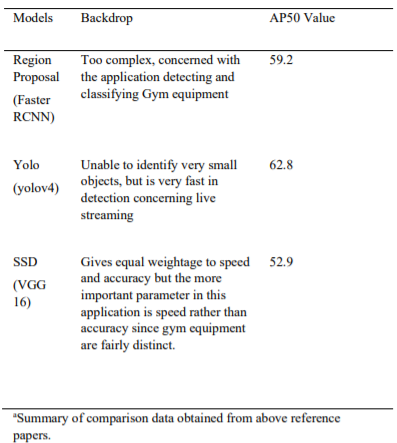 Models Backdrop AP50 Value
Region Too complex, concerned with 59.2
Proposal the application detecting and
(Faster classifying Gym equipment
RCNN)
Yolo Unable to identify very small 62.8
(yolov4) objects, but is very fast in
detection concerning live
streaming
SSD Gives equal weightage to speed 52.9
(VGG and accuracy but the more
16) important parameter in this
application is speed rather than
accuracy since gym equipment
are fairly distinct.
aSummary of comparison data obtained from above reference
papers.